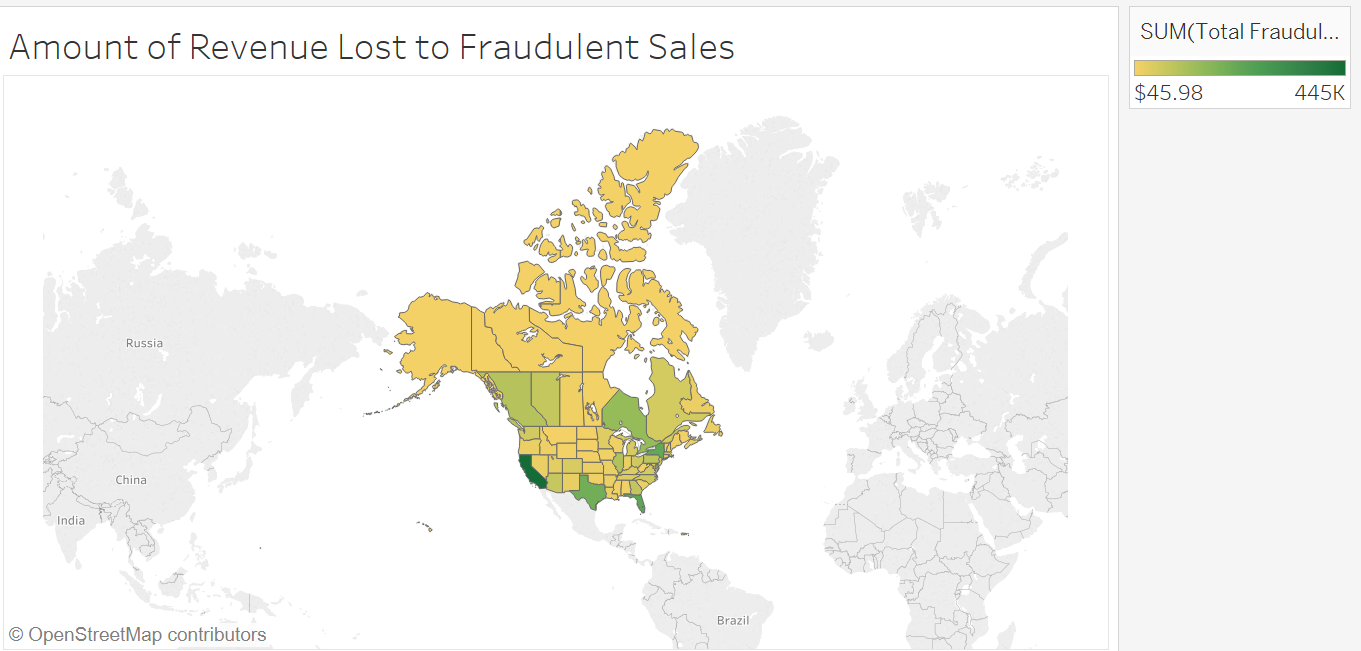 Amount of Revenue Lost to Fraudulent Sales
SUM(Total Fraudul...
$45.98 445K
Russia
China
India
Brazil
© OpenStreetMap contributors